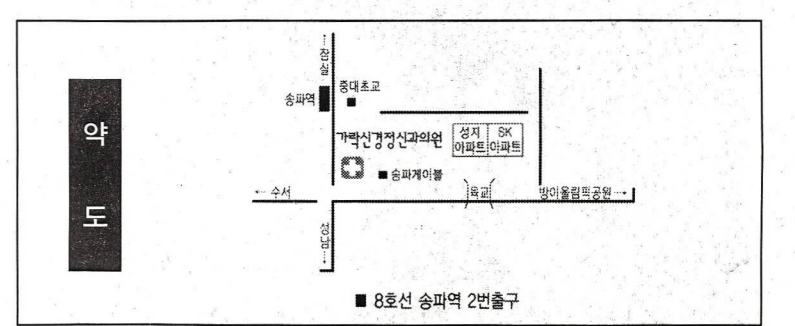 약도
←…잠실
송파역
중대초교
가락신경정신과의원
성지 아파트
SK 아파트
송파케이블
←… 수서
육교
방이올림픽공원 …→
성남…→
■ 8호선 송파역 2번출구